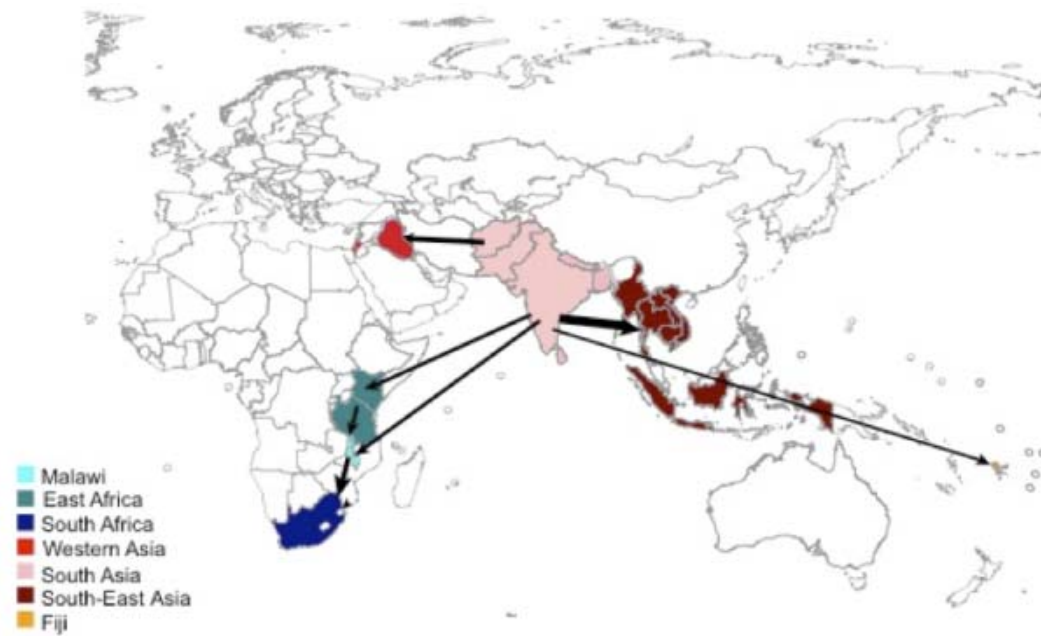 Malawi
East Africa
South Africa
Western Asia
South Asia
South-East Asia
Fiji